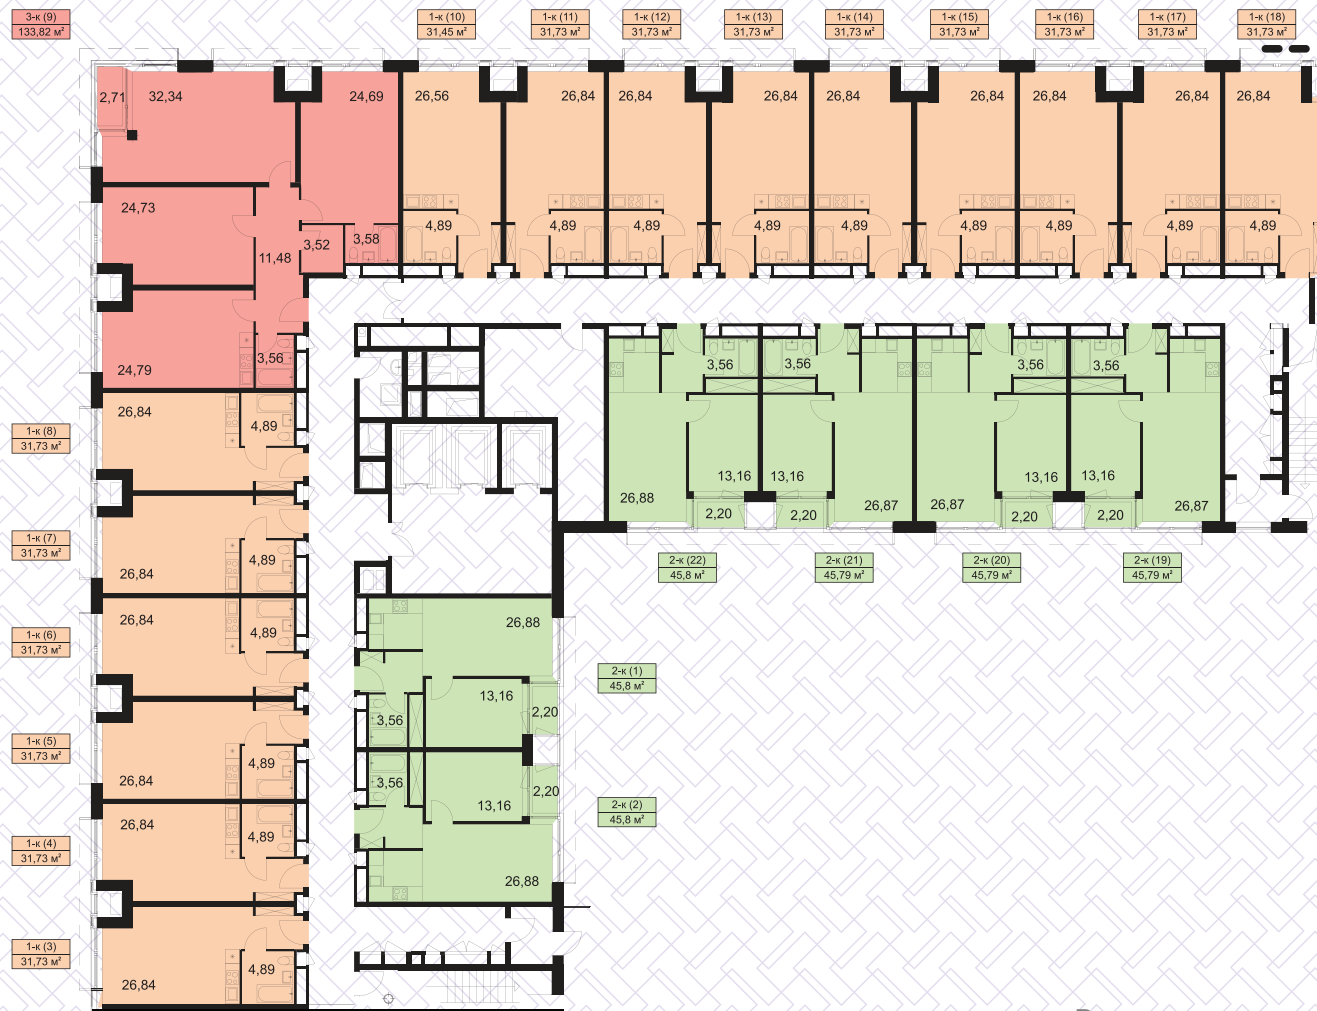 3-к (9)
133,82 м²
1-к (10)
31,45 м²
1-к (11)
31,73 м²
1-к (12)
31,73 м²
1-к (13)
31,73 м²
1-к (14)
31,73 м²
1-к (15)
31,73 м²
1-к (16)
31,73 м²
1-к (17)
31,73 м²
1-к (18)
31,73 м²
2,71
32,34
24,69
26,56
26,84
26,84
26,84
26,84
26,84
26,84
26,84
26,84
24,73
11,48
3,52
3,58
4,89
4,89
4,89
4,89
4,89
4,89
4,89
4,89
4,89
24,79
3,56
3,56
3,56
3,56
3,56
13,16
13,16
13,16
13,16
26,88
26,87
26,87
26,87
2,20
2,20
2,20
2,20
2-к (22)
45,8 м²
2-к (21)
45,79 м²
2-к (20)
45,79 м²
2-к (19)
45,79 м²
1-к (8)
31,73 м²
26,84
4,89
1-к (7)
31,73 м²
4,89
26,84
1-к (6)
31,73 м²
26,84
4,89
1-к (5)
31,73 м²
4,89
26,84
1-к (4)
31,73 м²
26,84
4,89
1-к (3)
31,73 м²
4,89
26,84
26,88
13,16
3,56
2,20
2-к (1)
45,8 м²
3,56
13,16
2,20
26,88
2-к (2)
45,8 м²